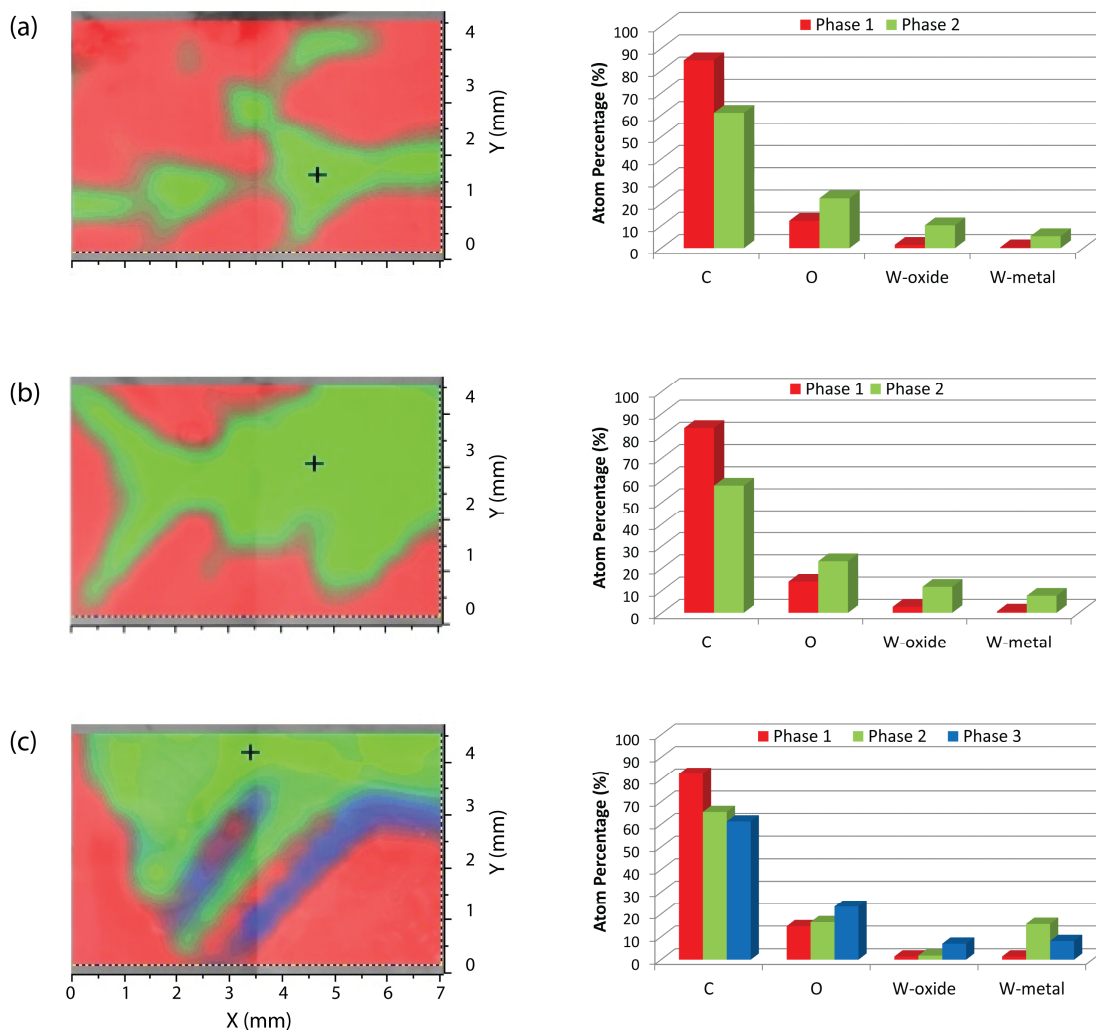 (a)
4
3
2
1
0
Y (mm)
Phase 1 Phase 2
100
90
80
70
60
50
40
30
20
10
0
Atom Percentage (%)
C O W-oxide W-metal
(b)
4
3
2
1
0
Y (mm)
Phase 1 Phase 2
100
90
80
70
60
50
40
30
20
10
0
Atom Percentage (%)
C O W-oxide W-metal
(c)
4
3
2
1
0
Y (mm)
0 1 2 3 4 5 6 7
X (mm)
Phase 1 Phase 2 Phase 3
100
90
80
70
60
50
40
30
20
10
0
Atom Percentage (%)
C O W-oxide W-metal